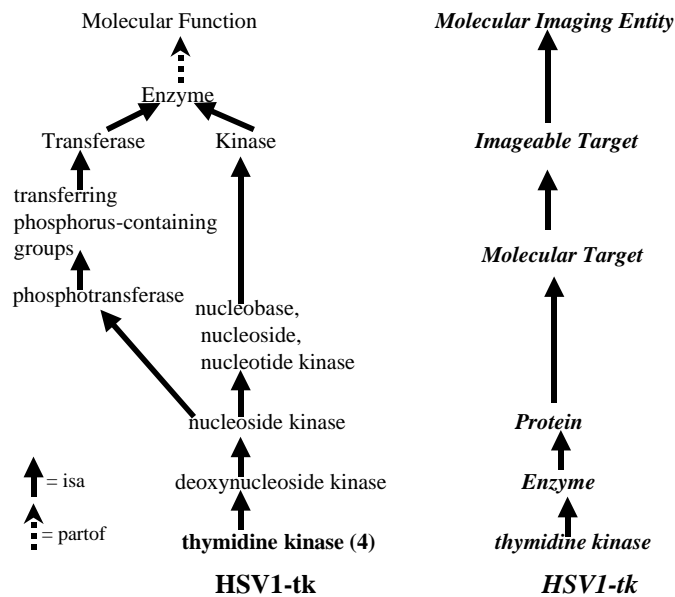 Molecular Function
Enzyme
Transferase
Kinase
transferring
phosphorus-containing
groups
phosphotransferase
nucleobase,
nucleoside,
nucleotide kinase
nucleoside kinase
deoxynucleoside kinase
thymidine kinase (4)
HSV1-tk
= isa
= partof
Molecular Imaging Entity
Imageable Target
Molecular Target
Protein
Enzyme
thymidine kinase
HSV1-tk